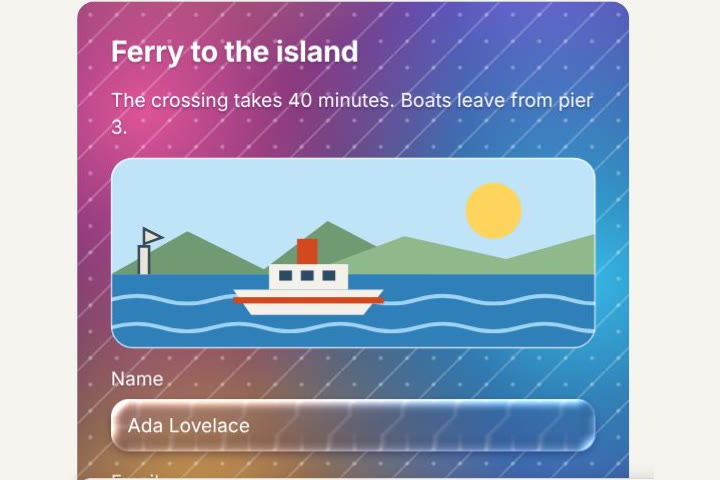 Ferry to the island
The crossing takes 40 minutes. Boats leave from pier
3.
Name
Ada Lovelace